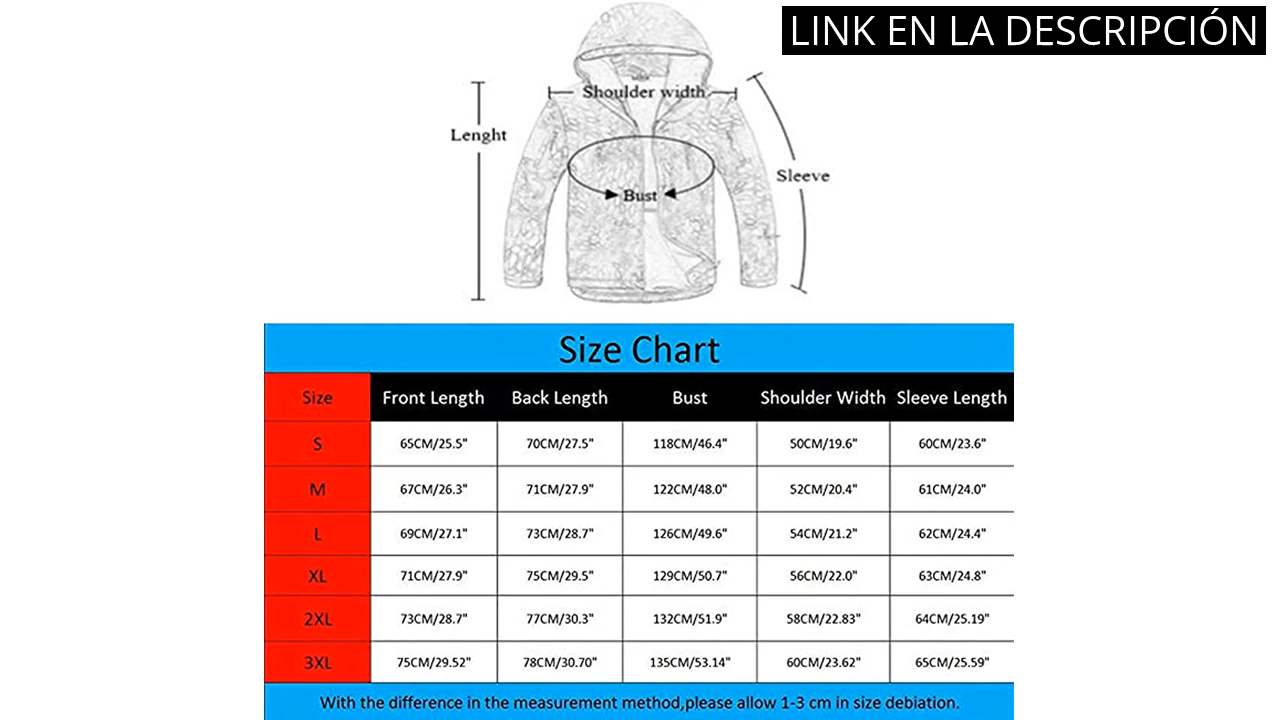 LINK EN LA DESCRIPCIÓN
Shoulder width
Lenght
Sleeve
Bust
Size Chart
Size Front Length Back Length Bust Shoulder Width Sleeve Length
S 65CM/25.5" 70CM/27.5" 118CM/46.4" 50CM/19.6" 60CM/23.6"
M 67CM/26.3" 71CM/27.9" 122CM/48.0" 52CM/20.4" 61CM/24.0"
L 69CM/27.1" 73CM/28.7" 126CM/49.6" 54CM/21.2" 62CM/24.4"
XL 71CM/27.9" 75CM/29.5" 129CM/50.7" 56CM/22.0" 63CM/24.8"
2XL 73CM/28.7" 77CM/30.3" 132CM/51.9" 58CM/22.83" 64CM/25.19"
3XL 75CM/29.52" 78CM/30.70" 135CM/53.14" 60CM/23.62" 65CM/25.59"
With the difference in the measurement method,please allow 1-3 cm in size debiation.